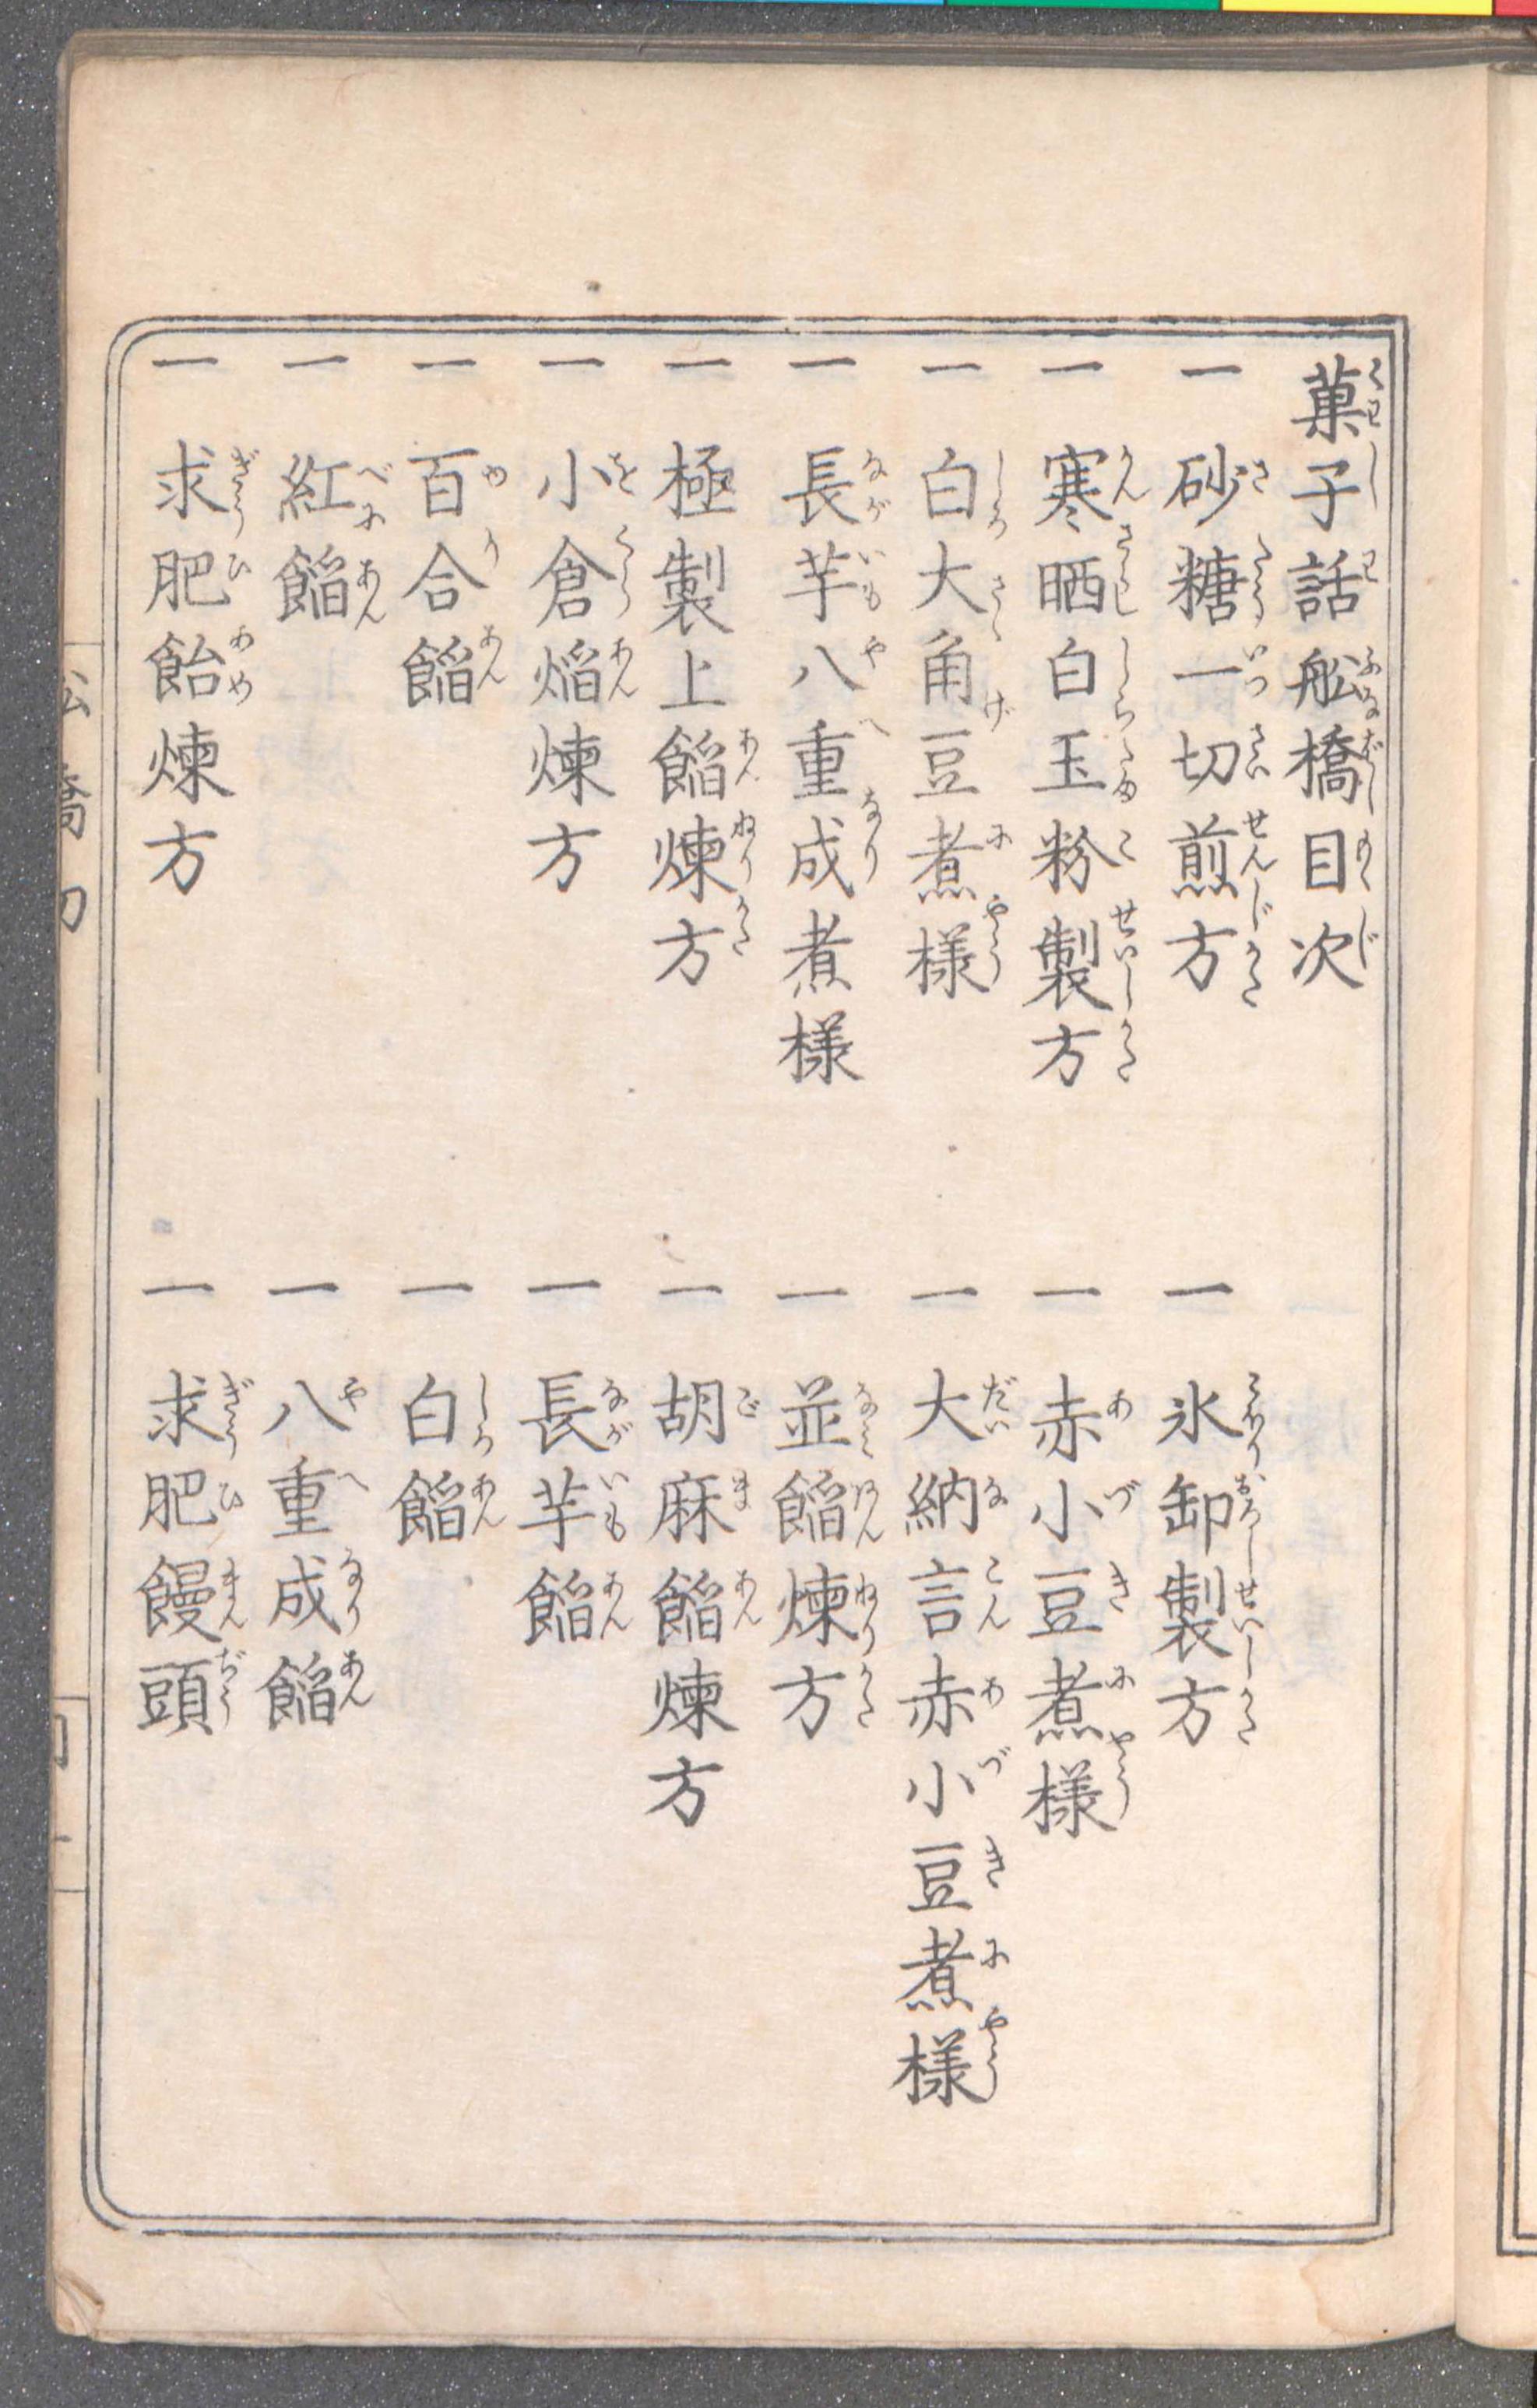 菓子話舩橋目次
一 砂糖一切煎方
一 氷卸製方
一 寒晒白玉粉製方
一 赤小豆煮様
一 白大角豆煮様
一 大納言赤小豆煮様
一 長芋八重成煮様
一 並餡煉方
一 極製上餡煉方
一 胡麻餡煉方
一 小倉焔煉方
一 長芋餡
一 百合餡
一 白餡
一 紅餡
一 八重成餡
一 求肥飴煉方
一 求肥饅頭